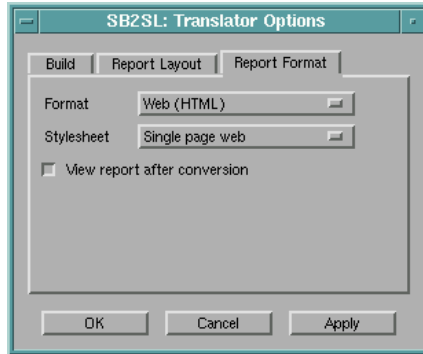 SB2SL: Translator Options
Build Report Layout Report Format
Format Web (HTML)
Stylesheet Single page web
View report after conversion
OK Cancel Apply